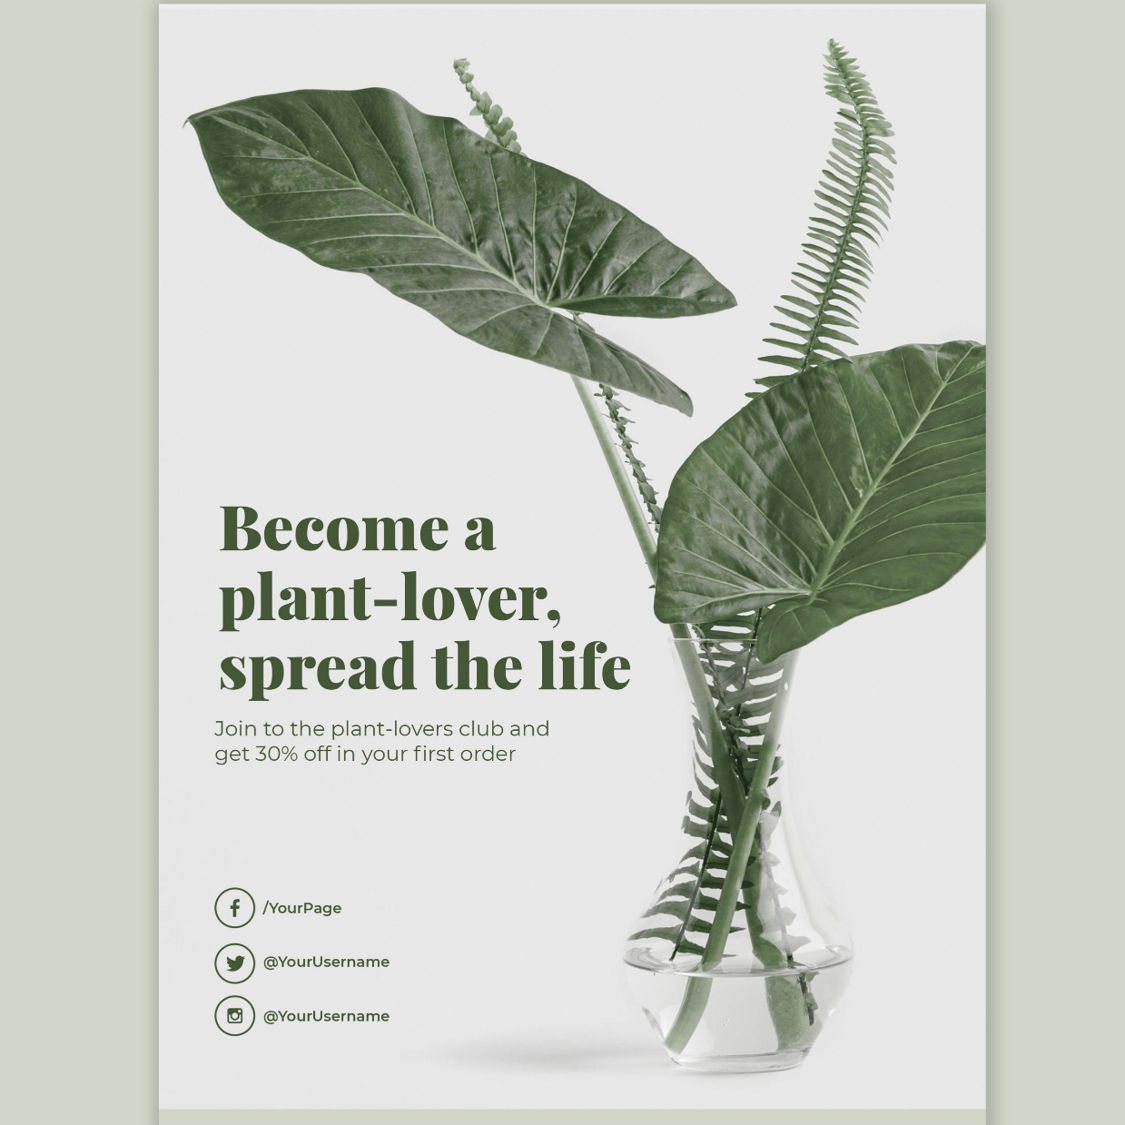 Become a
plant-lover,
spread the life
Join to the plant-lovers club and
get 30% off in your first order
/YourPage
@YourUsername
@YourUsername